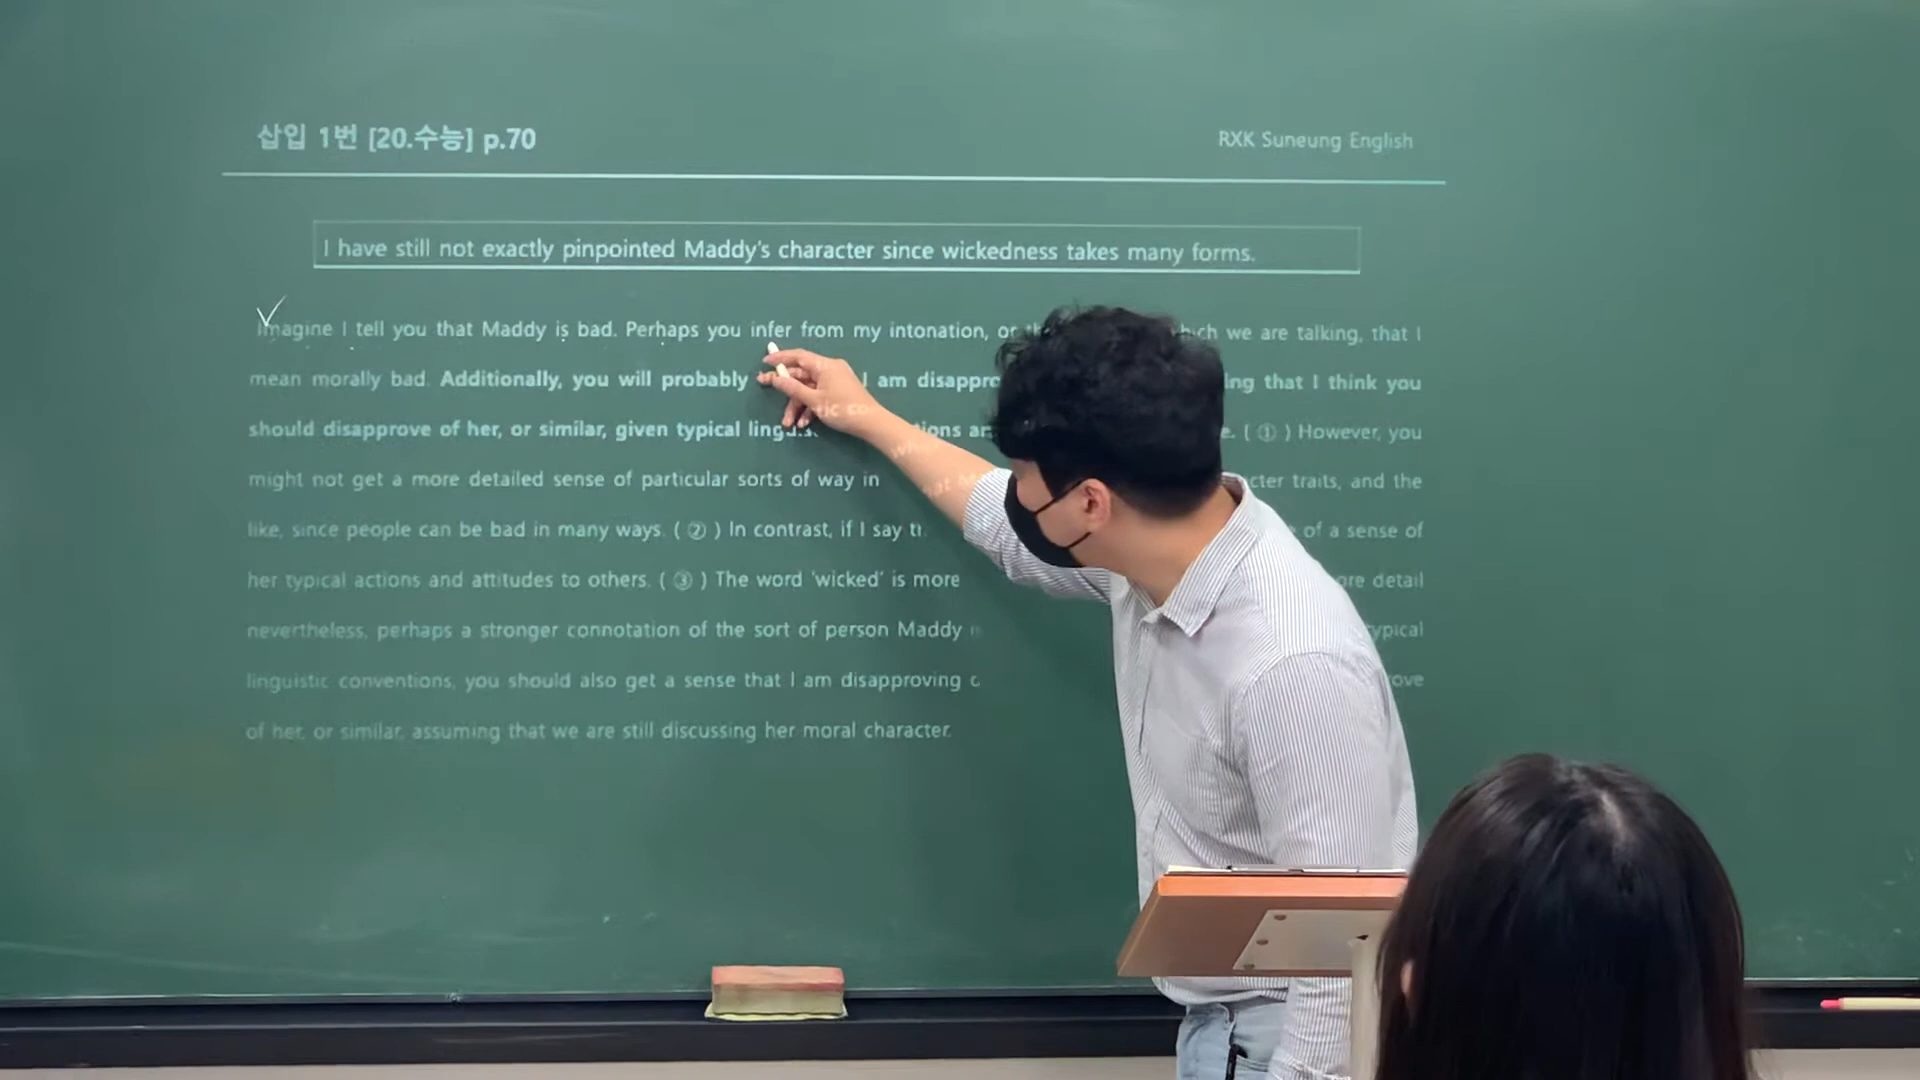 삽입 1번 [20.수능] p.70
RXK Suneung English
I have still not exactly pinpointed Maddy's character since wickedness takes many forms.
Imagine I tell you that Maddy is bad. Perhaps you infer from my intonation, or which we are talking, that I
mean morally bad. Additionally, you will probably I am that I think you
should disapprove of her, or similar, given typical ( ① ) However, you
might not get a more detailed sense of particular sorts of way in traits, and the
like, since people can be bad in many ways. ( ② ) In contrast, if I say of a sense of
her typical actions and attitudes to others. ( ③ ) The word 'wicked' is more detail
nevertheless, perhaps a stronger connotation of the sort of person Maddy typical
linguistic conventions, you should also get a sense that I am disapproving
of her, or similar, assuming that we are still discussing her moral character.